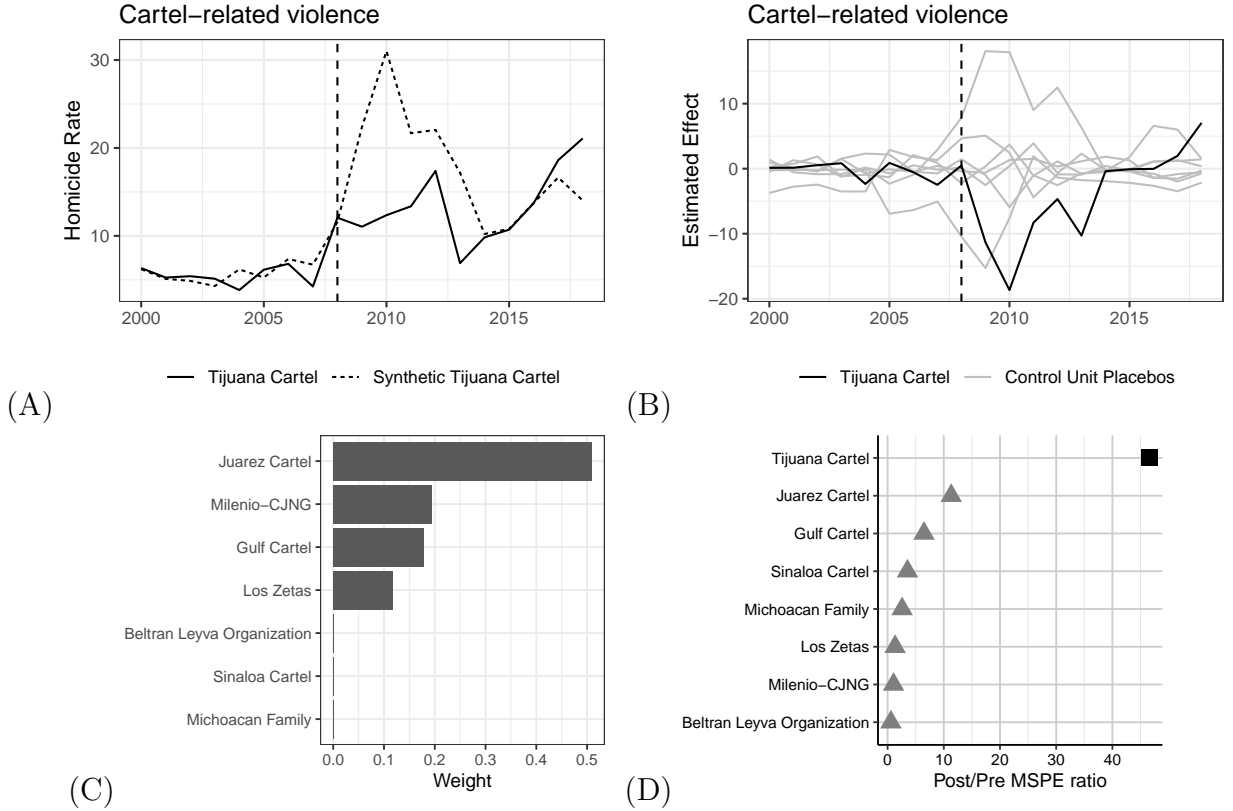 Cartel−related violence
Homicide Rate
30
20
10
2000 2005 2010 2015
Tijuana Cartel Synthetic Tijuana Cartel
(A)
Cartel−related violence
Estimated Effect
10
0
−10
−20
2000 2005 2010 2015
Tijuana Cartel Control Unit Placebos
(B)
Juarez Cartel
Milenio−CJNG
Gulf Cartel
Los Zetas
Beltran Leyva Organization
Sinaloa Cartel
Michoacan Family
0.0 0.1 0.2 0.3 0.4 0.5
Weight
(C)
Tijuana Cartel
Juarez Cartel
Gulf Cartel
Sinaloa Cartel
Michoacan Family
Los Zetas
Milenio−CJNG
Beltran Leyva Organization
0 10 20 30 40
Post/Pre MSPE ratio
(D)